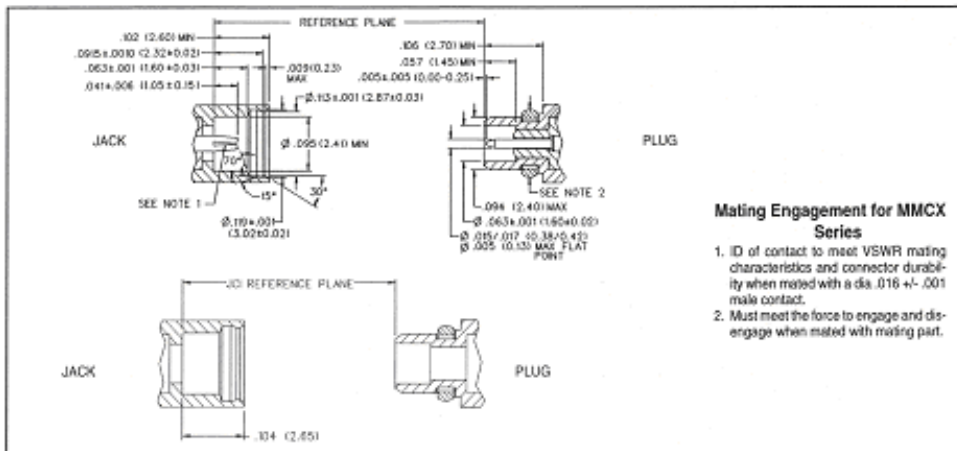 REFERENCE PLANE
.102 (2.60) MIN
.0915±.0010 (2.32±0.02)
.063±.001 (1.60±0.03)
.041±.006 (1.05±0.15)
.009(0.23)
MAX
Ø.113±.001 (2.87±0.03)
JACK
Ø .095(2.41) MIN
70°
15°
30°
SEE NOTE 1
Ø.119±.001
(3.02±0.02)
.106 (2.70) MIN
.057 (1.45) MIN
.005±.005 (0.00-0.25)
PLUG
SEE NOTE 2
.094 (2.40) MAX
Ø .063±.001 (1.60±0.02)
Ø .015/.017 (0.38/0.42)
Ø .005 (0.13) MAX FLAT
POINT
Mating Engagement for MMCX
Series
1. ID of contact to meet VSWR mating
characteristics and connector durabil-
ity when mated with a dia .016 +/- .001
male contact.
2. Must meet the force to engage and dis-
engage when mated with mating part.
REFERENCE PLANE
JACK
PLUG
.104 (2.65)